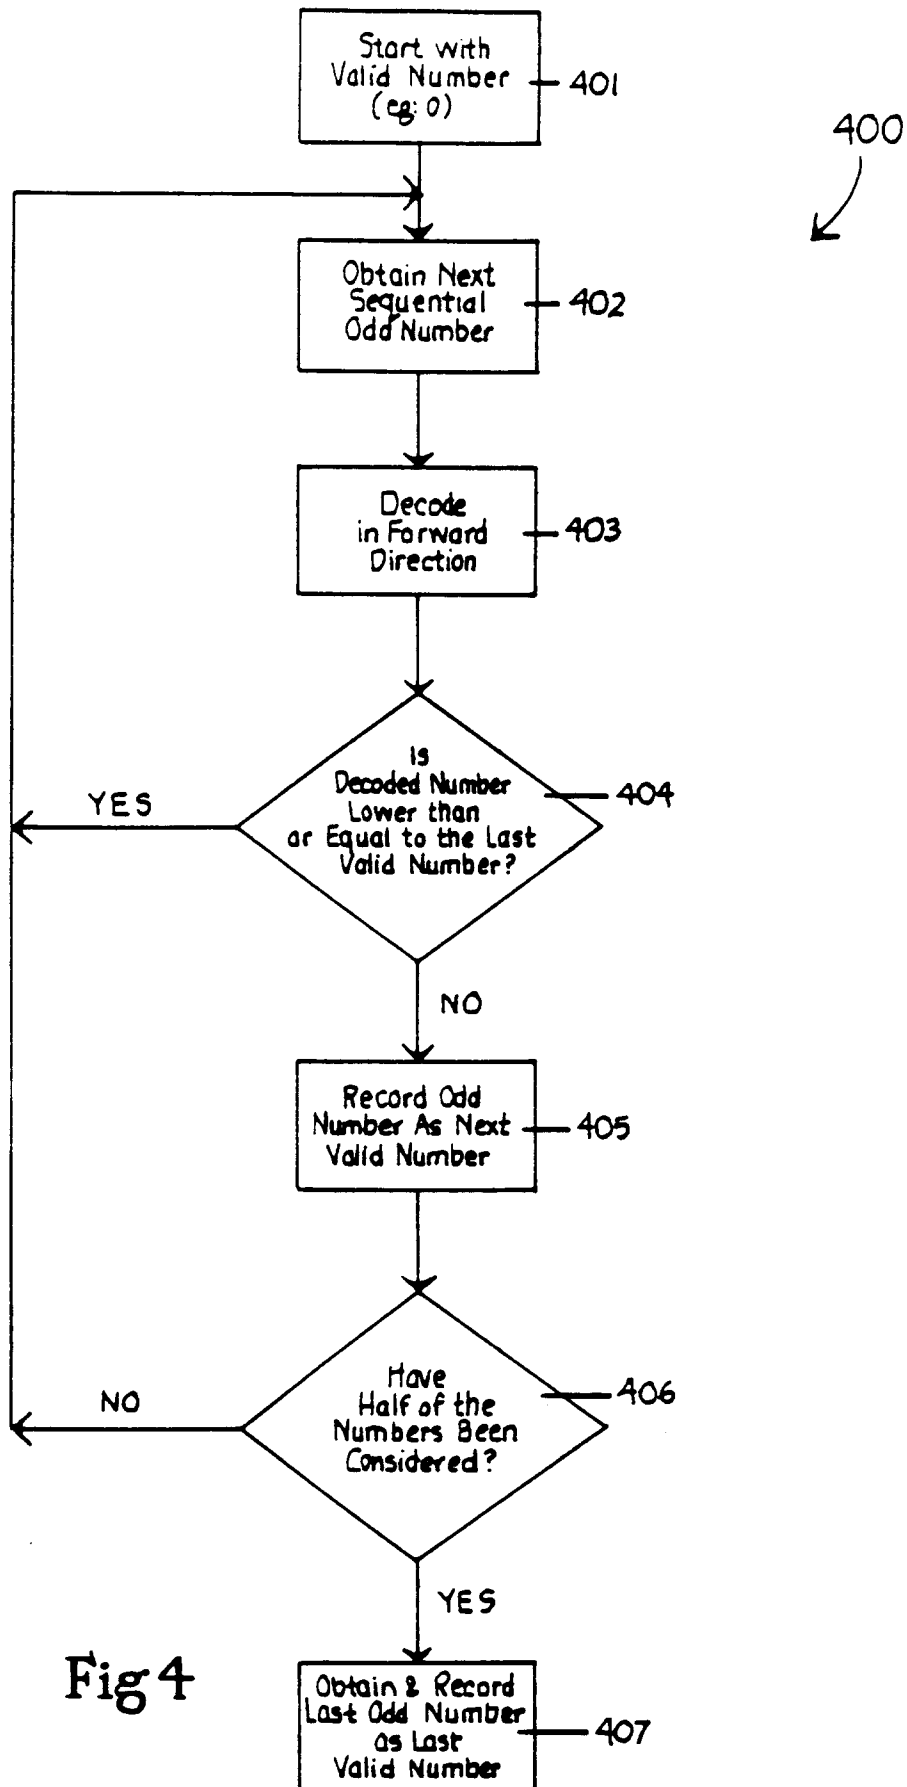 Start with
Valid Number
(eg: 0)
401
400
Obtain Next
Sequential
Odd Number
402
Decode
in Forward
Direction
403
Is
Decoded Number
Lower than
or Equal to the Last
Valid Number?
404
YES
NO
Record Odd
Number As Next
Valid Number
405
Have
Half of the
Numbers Been
Considered?
406
NO
YES
Obtain & Record
Last Odd Number
as Last
Valid Number
407
Fig 4